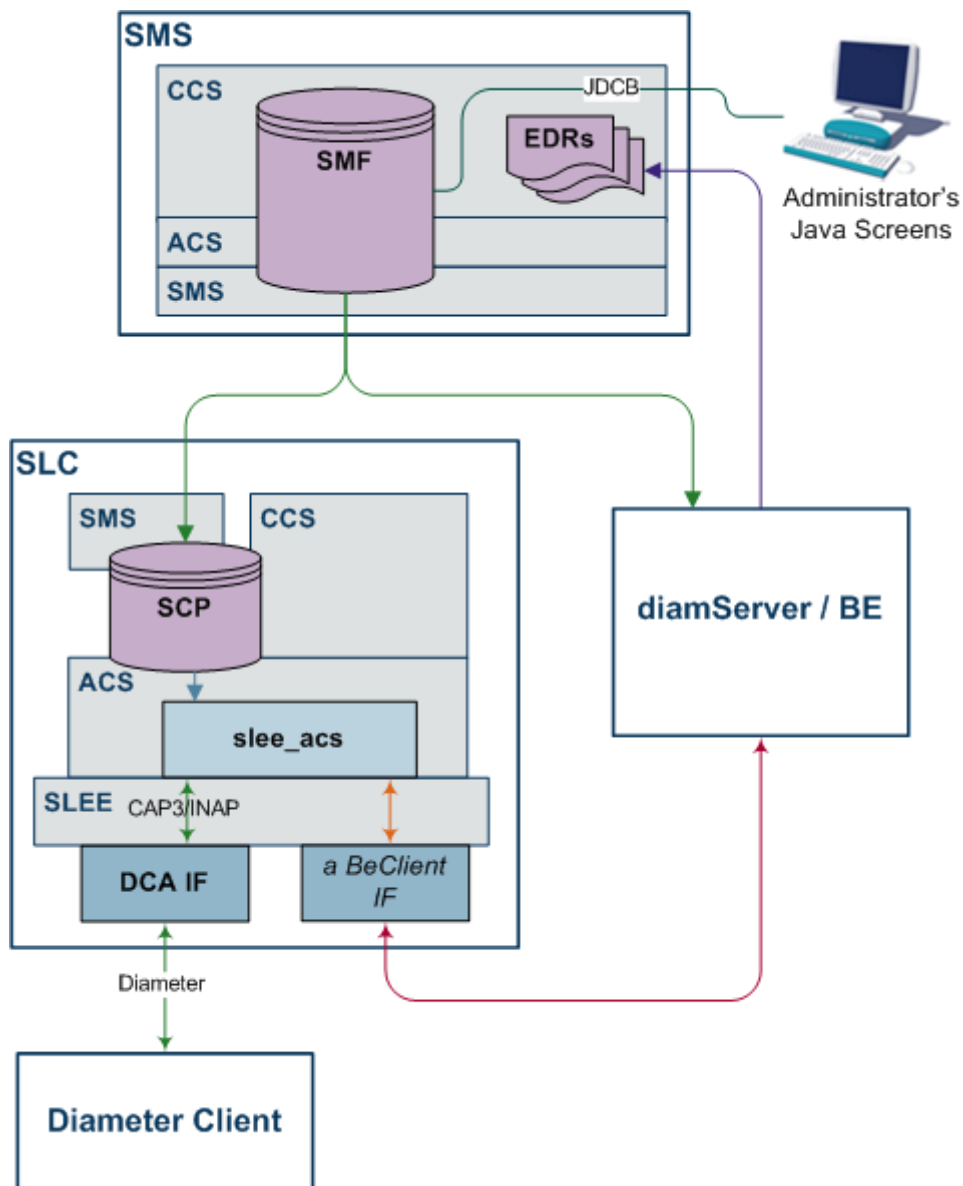 SMS
CCS
JDCB
SMF
EDRs
Administrator's
Java Screens
ACS
SMS
SLC
SMS
CCS
SCP
diamServer / BE
ACS
slee_acs
SLEE
CAP3/INAP
DCA IF
a BeClient
IF
Diameter
Diameter Client